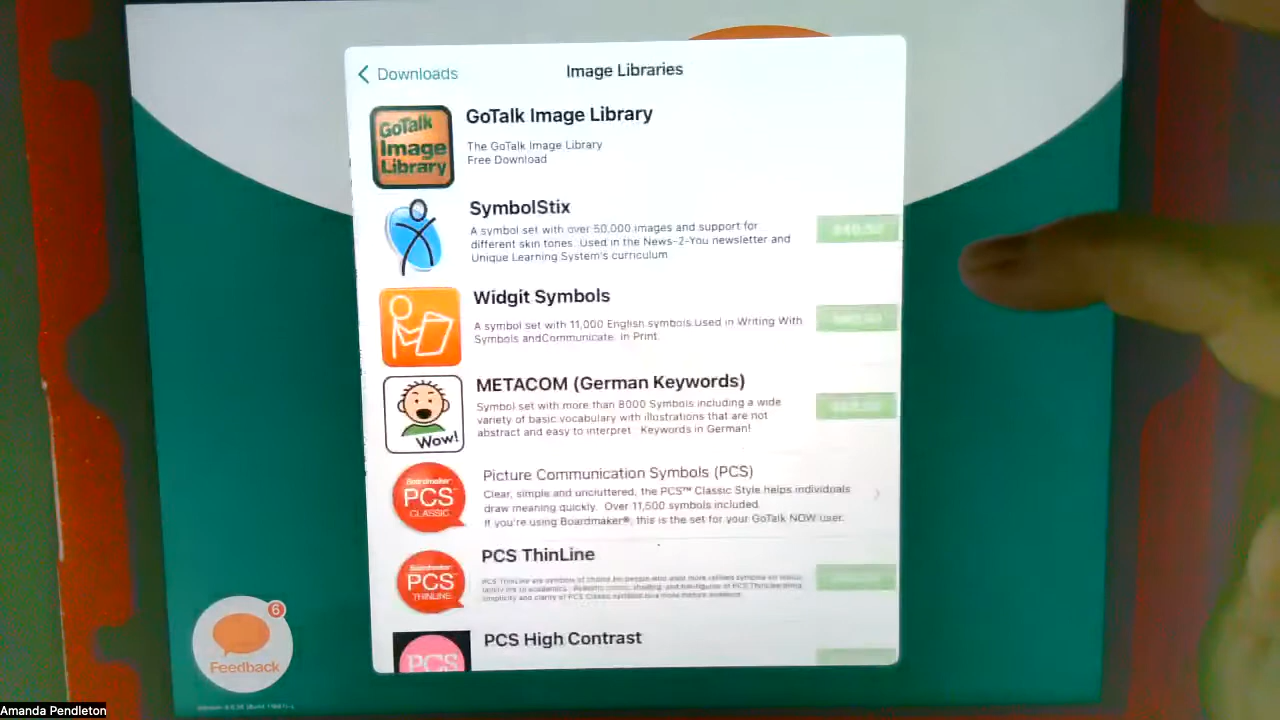 Downloads
Image Libraries
GoTalk
Image
Library
GoTalk Image Library
The GoTalk Image Library
Free Download
SymbolStix
A symbol set with over 50,000 images and support for
different skin tones. Used in the News-2-You newsletter and
Unique Learning System's curriculum
Widgit Symbols
A symbol set with 11,000 English symbols.Used in Writing With
Symbols andCommunicate: in Print.
Wow!
METACOM (German Keywords)
Symbol set with more than 8000 Symbols including a wide
variety of basic vocabulary with illustrations that are not
abstract and easy to interpret. Keywords in German!
Boardmaker
PCS
CLASSIC
Picture Communication Symbols (PCS)
Clear, simple and uncluttered, the PCS™ Classic Style helps individuals
draw meaning quickly. Over 11,500 symbols included.
If you're using Boardmaker®, this is the set for your GoTalk NOW user.
Boardmaker
PCS
THINLINE
PCS ThinLine
PCS
PCS High Contrast
6
Feedback
Amanda Pendleton